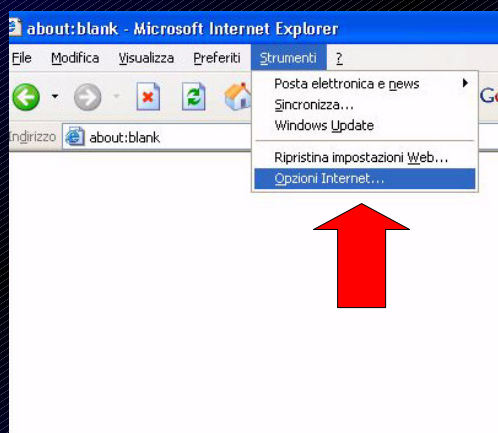 about:blank - Microsoft Internet Explorer
File Modifica Visualizza Preferiti Strumenti ?
Posta elettronica e news
Sincronizza...
Windows Update
Ripristina impostazioni Web...
Opzioni Internet...
Indirizzo about:blank